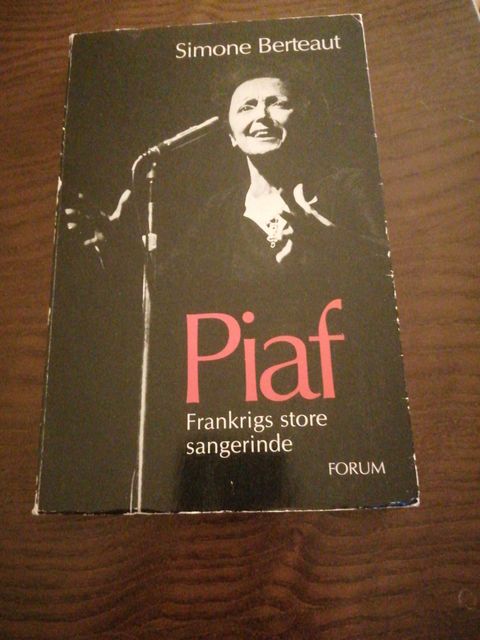 Simone Berteaut
Piaf
Frankrigs store
sangerinde
FORUM